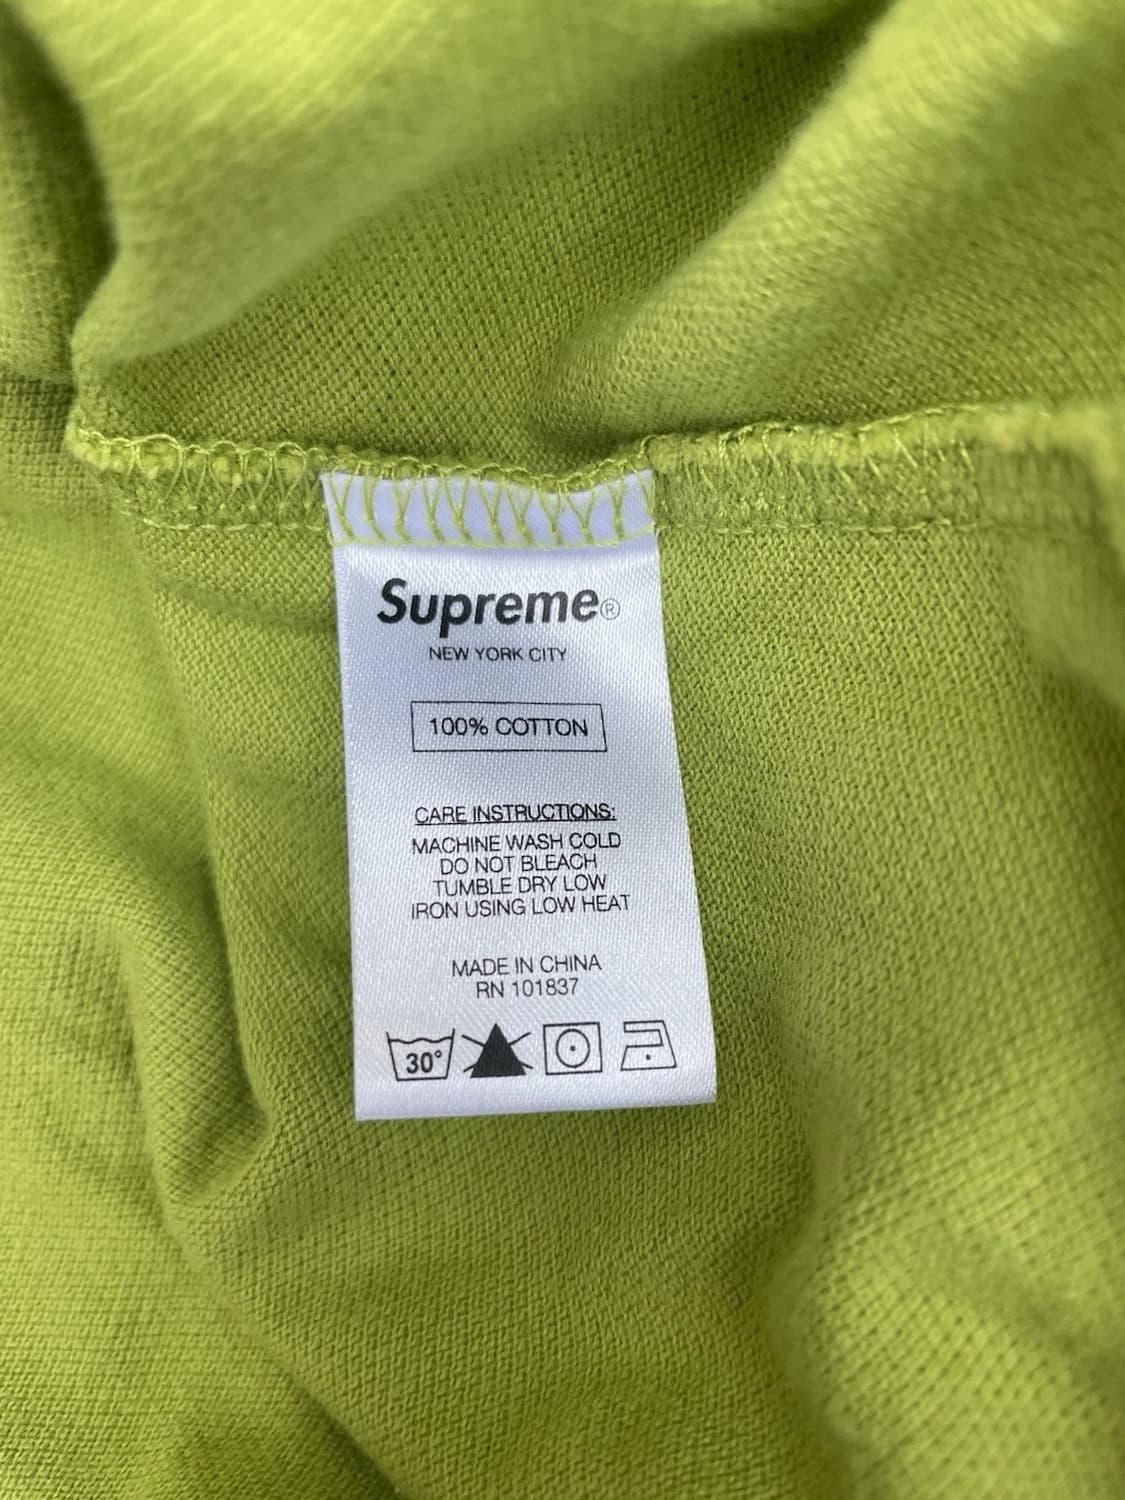 Supreme®
NEW YORK CITY
100% COTTON
CARE INSTRUCTIONS:
MACHINE WASH COLD
DO NOT BLEACH
TUMBLE DRY LOW
IRON USING LOW HEAT
MADE IN CHINA
RN 101837
30°